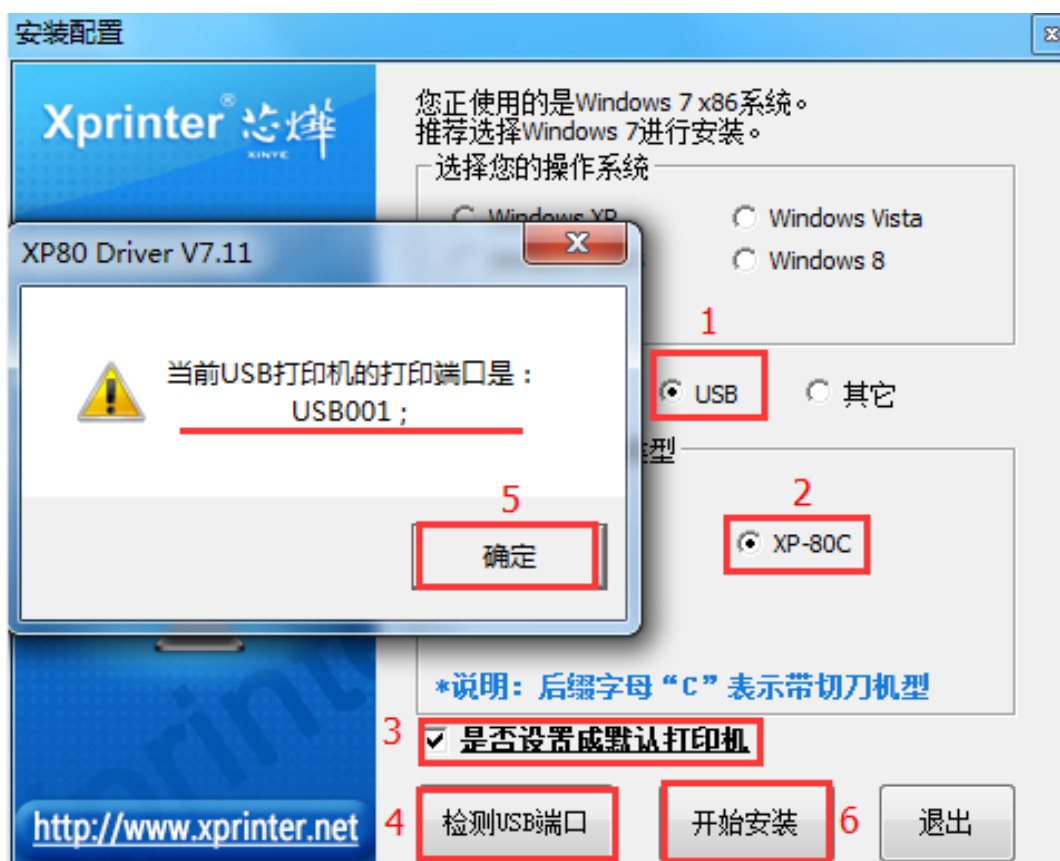 安装配置
Xprinter® 芯烨
XINYE
您正使用的是Windows 7 x86系统。
推荐选择Windows 7进行安装。
选择您的操作系统
Windows XP
Windows Vista
Windows 8
XP80 Driver V7.11
当前USB打印机的打印端口是：
USB001；
5
确定
1
USB
其它
型
2
XP-80C
*说明：后缀字母“C”表示带切刀机型
3
是否设置成默认打印机
http://www.xprinter.net
4
检测USB端口
开始安装
6
退出